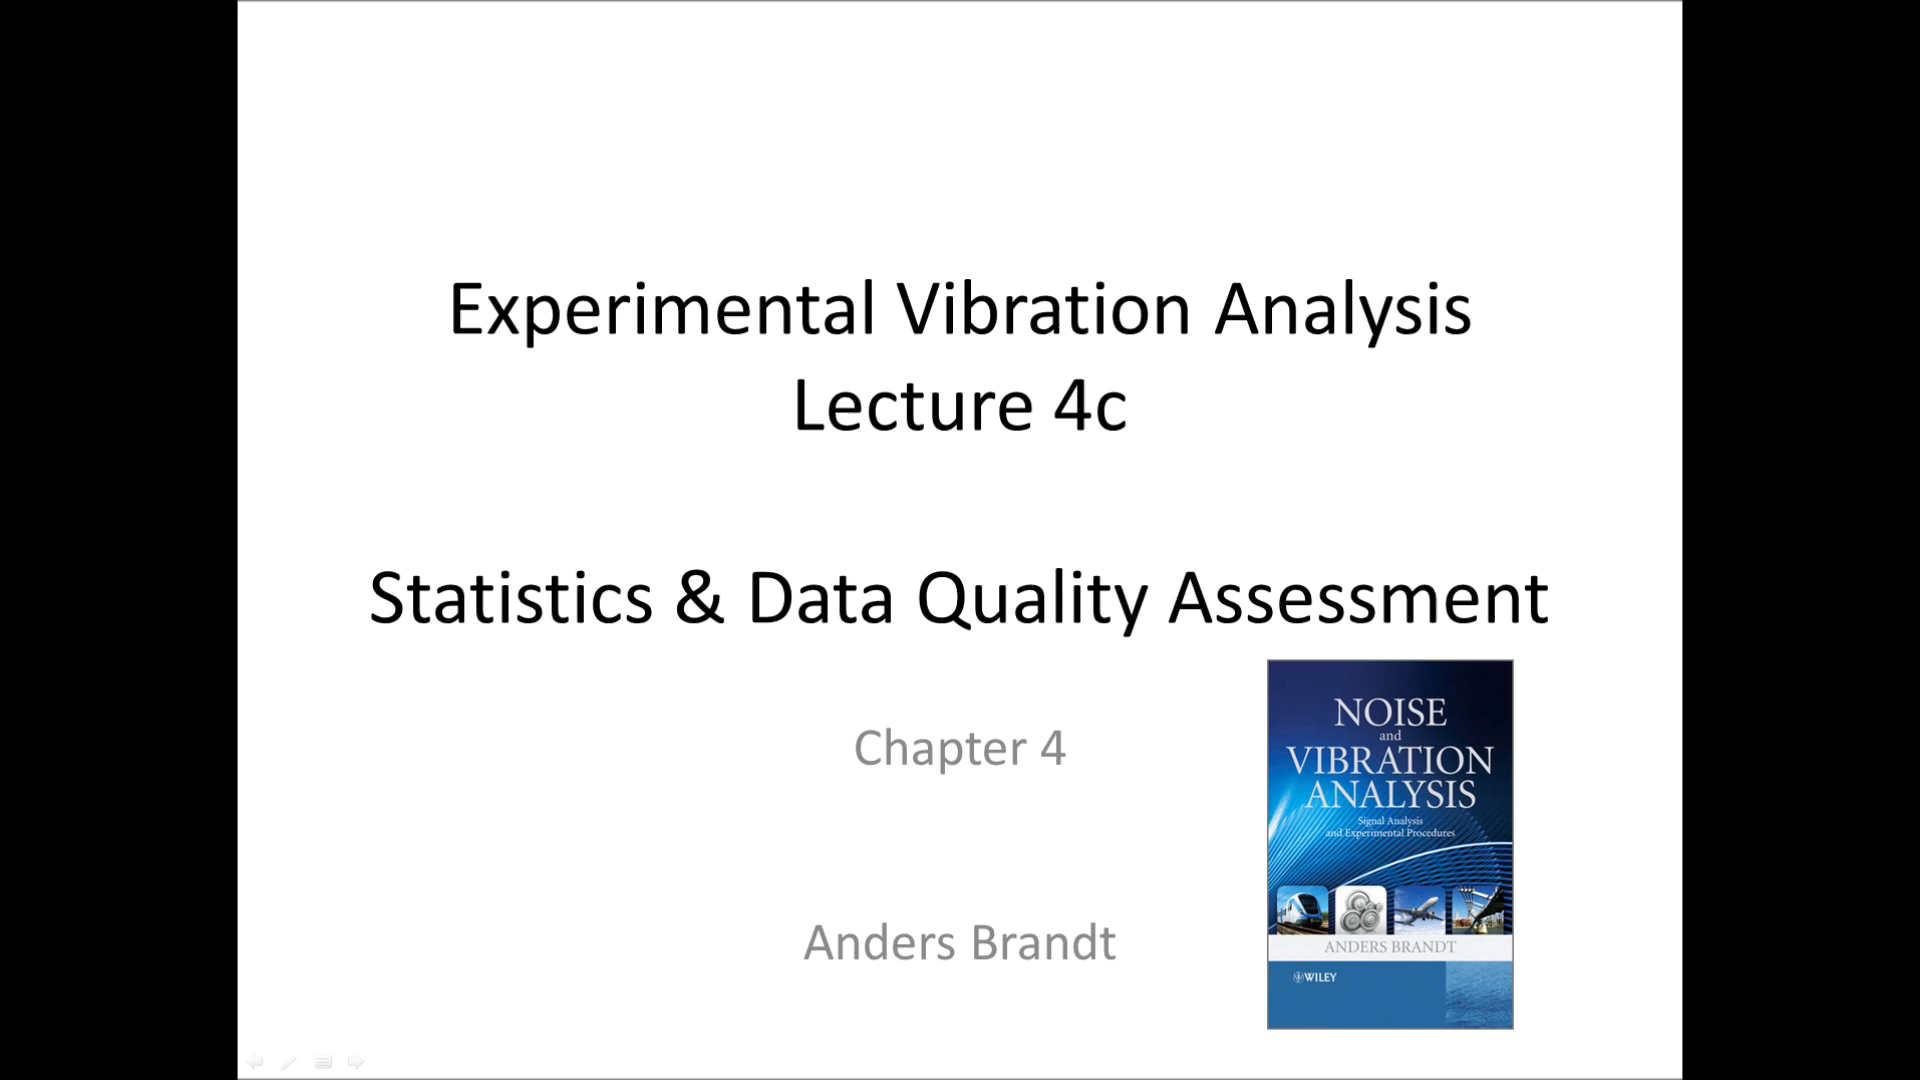 Experimental Vibration Analysis
Lecture 4c
Statistics & Data Quality Assessment
Chapter 4
Anders Brandt
NOISE
and
VIBRATION
ANALYSIS
Signal Analysis
and Experimental Procedures
ANDERS BRANDT
WILEY